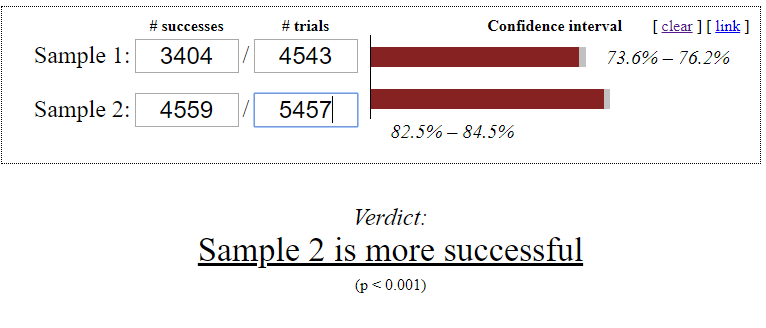 # successes # trials Confidence interval [ clear ] [ link ]
Sample 1: 3404 / 4543 73.6% – 76.2%
Sample 2: 4559 / 5457
82.5% – 84.5%
Verdict:
Sample 2 is more successful
(p < 0.001)